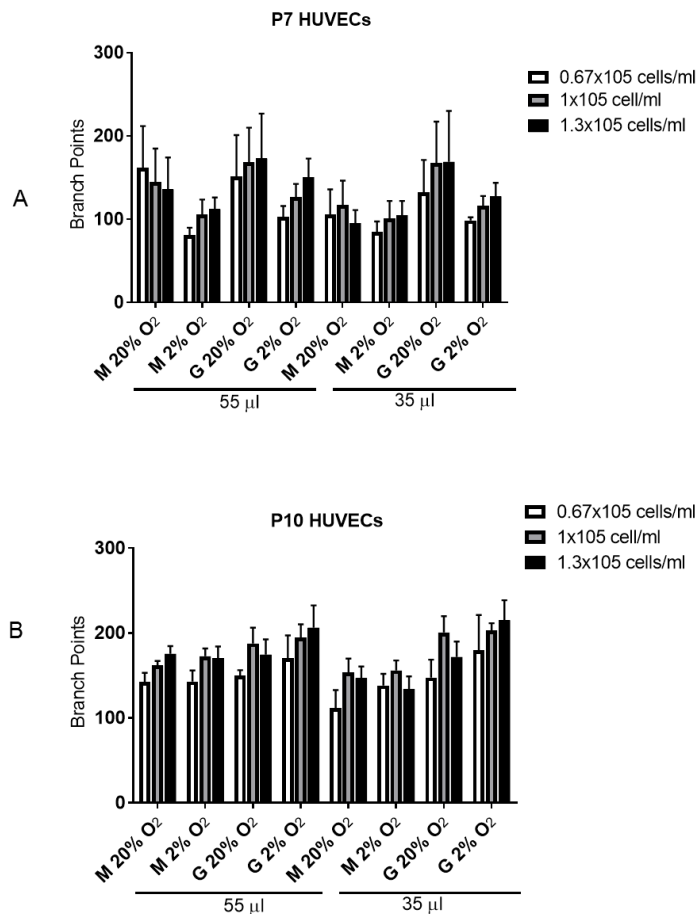 P7 HUVECs
A
Branch Points
300
200
100
0
0.67x105 cells/ml
1x105 cell/ml
1.3x105 cells/ml
M 20% O2
M 2% O2
G 20% O2
G 2% O2
M 20% O2
M 2% O2
G 20% O2
G 2% O2
55 µl
35 µl
P10 HUVECs
B
Branch Points
300
200
100
0
0.67x105 cells/ml
1x105 cell/ml
1.3x105 cells/ml
M 20% O2
M 2% O2
G 20% O2
G 2% O2
M 20% O2
M 2% O2
G 20% O2
G 2% O2
55 µl
35 µl